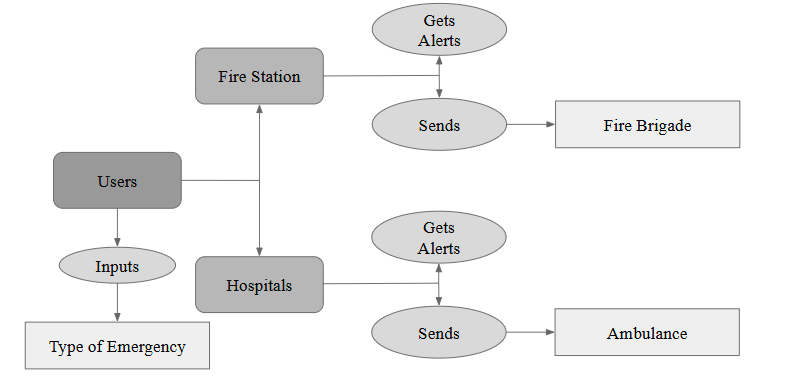 Gets
Alerts
Fire Station
Sends
Fire Brigade
Users
Gets
Alerts
Inputs
Hospitals
Sends
Ambulance
Type of Emergency